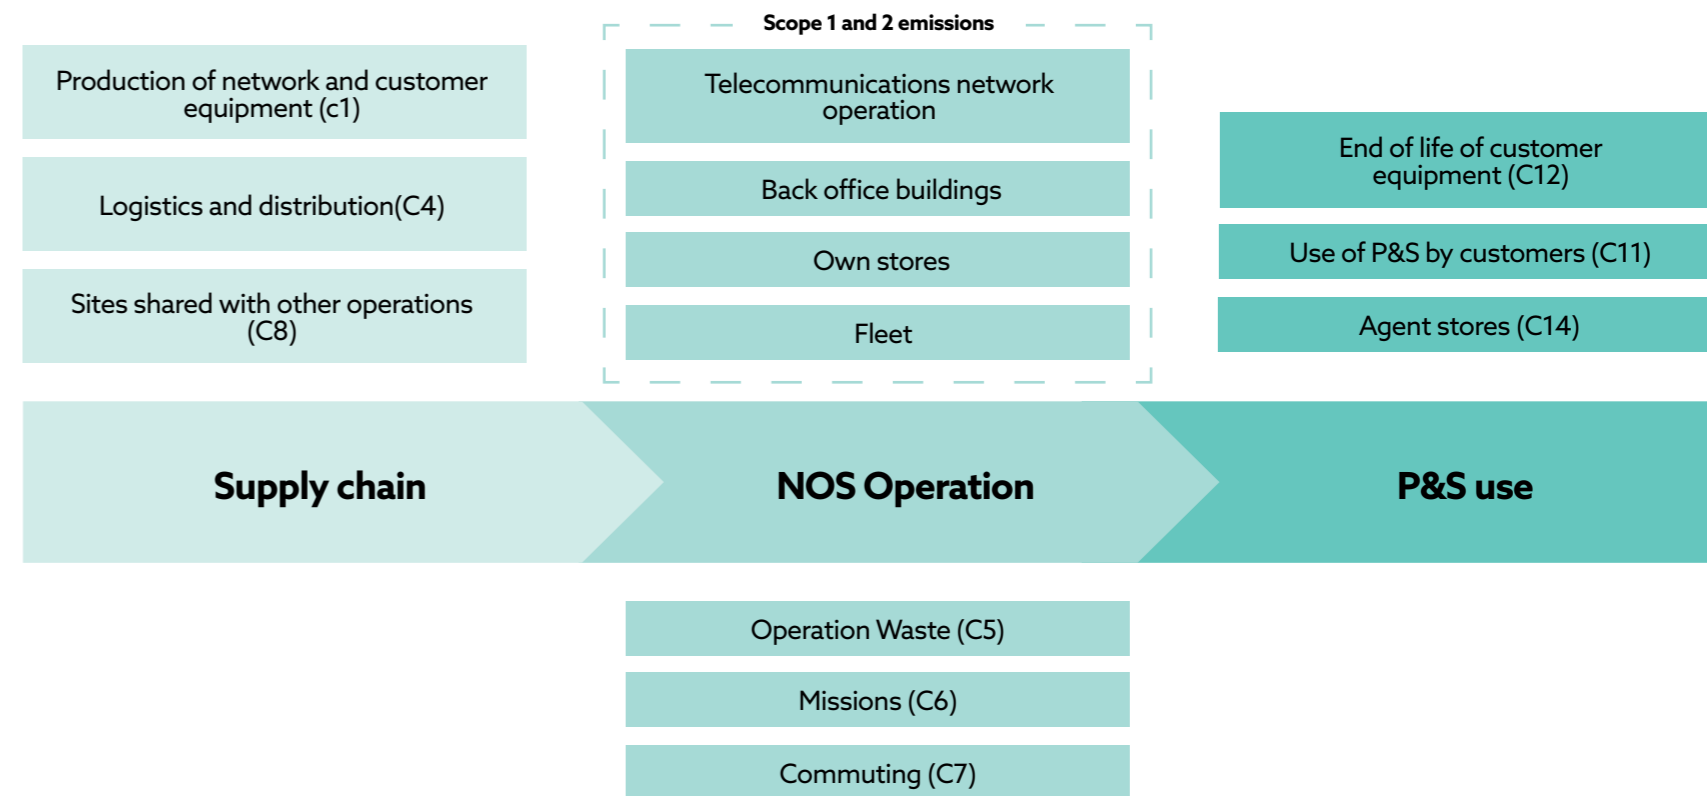 Scope 1 and 2 emissions
Production of network and customer
equipment (c1)
Logistics and distribution(C4)
Sites shared with other operations
(C8)
Telecommunications network
operation
Back office buildings
Own stores
Fleet
End of life of customer
equipment (C12)
Use of P&S by customers (C11)
Agent stores (C14)
Supply chain
NOS Operation
P&S use
Operation Waste (C5)
Missions (C6)
Commuting (C7)